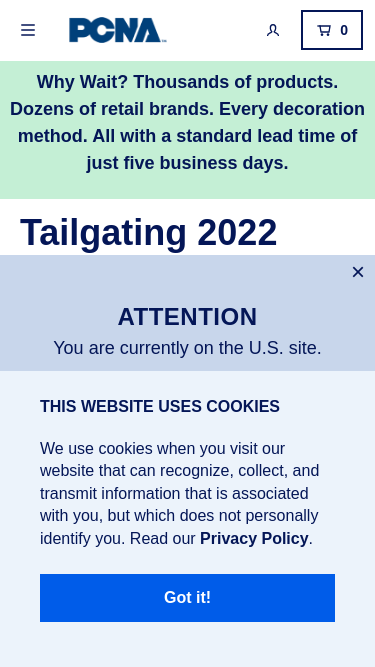 PCNA
0
Why Wait? Thousands of products.
Dozens of retail brands. Every decoration
method. All with a standard lead time of
just five business days.
Tailgating 2022
ATTENTION
You are currently on the U.S. site.
THIS WEBSITE USES COOKIES
We use cookies when you visit our
website that can recognize, collect, and
transmit information that is associated
with you, but which does not personally
identify you. Read our Privacy Policy.
Got it!